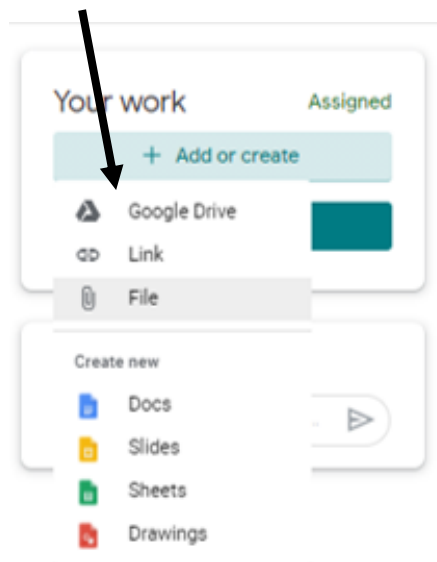 Your work Assigned
+ Add or create
Google Drive
Link
File
Create new
Docs
Slides
Sheets
Drawings